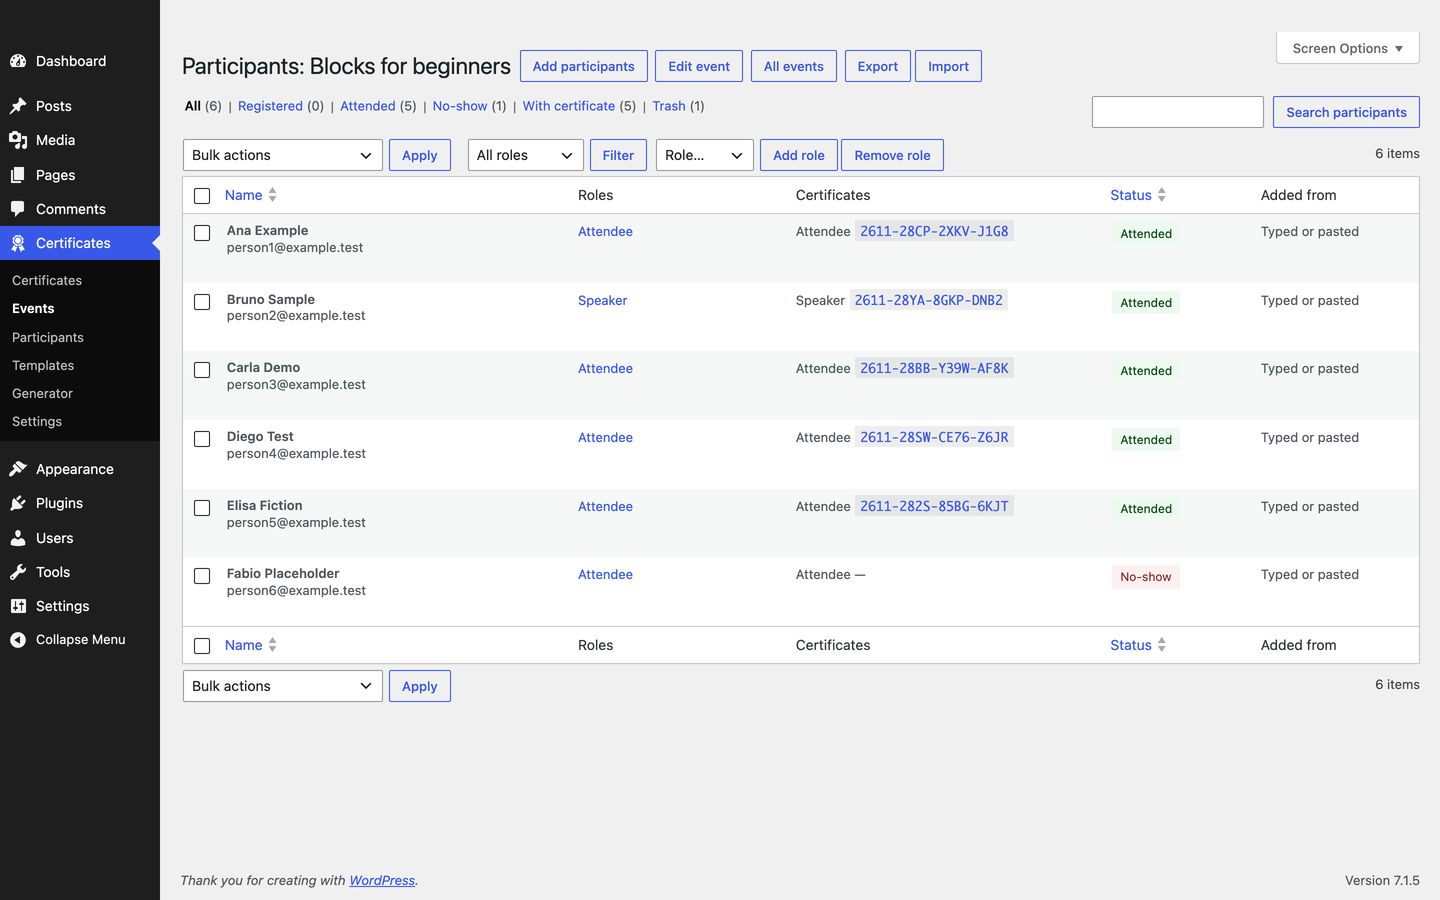 Screen Options
Participants: Blocks for beginners
Add participants
Edit event
All events
Export
Import
All (6) | Registered (0) | Attended (5) | No-show (1) | With certificate (5) | Trash (1)
Search participants
Bulk actions
Apply
All roles
Filter
Role...
Add role
Remove role
6 items
Name
Roles
Certificates
Status
Added from
Ana Example
person1@example.test
Attendee
Attendee 2611-28CP-2XKV-J1G8
Attended
Typed or pasted
Bruno Sample
person2@example.test
Speaker
Speaker 2611-28YA-8GKP-DNB2
Attended
Typed or pasted
Carla Demo
person3@example.test
Attendee
Attendee 2611-28BB-Y39W-AF8K
Attended
Typed or pasted
Diego Test
person4@example.test
Attendee
Attendee 2611-28SW-CE76-Z6JR
Attended
Typed or pasted
Elisa Fiction
person5@example.test
Attendee
Attendee 2611-282S-85BG-6KJT
Attended
Typed or pasted
Fabio Placeholder
person6@example.test
Attendee
Attendee —
No-show
Typed or pasted
Name
Roles
Certificates
Status
Added from
Bulk actions
Apply
6 items
Dashboard
Posts
Media
Pages
Comments
Certificates
Certificates
Events
Participants
Templates
Generator
Settings
Appearance
Plugins
Users
Tools
Settings
Collapse Menu
Thank you for creating with WordPress.
Version 7.1.5